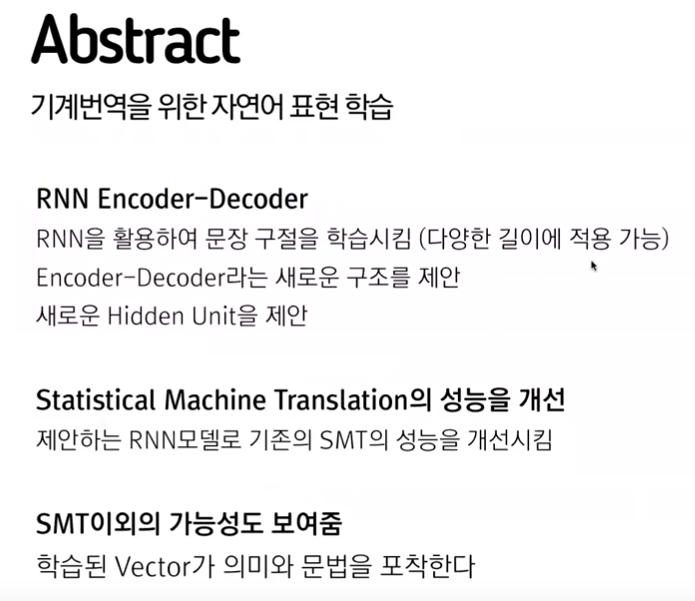 Abstract
기계번역을 위한 자연어 표현 학습
RNN Encoder-Decoder
RNN을 활용하여 문장 구절을 학습시킴 (다양한 길이에 적용 가능)
Encoder-Decoder라는 새로운 구조를 제안
새로운 Hidden Unit을 제안
Statistical Machine Translation의 성능을 개선
제안하는 RNN모델로 기존의 SMT의 성능을 개선시킴
SMT이외의 가능성도 보여줌
학습된 Vector가 의미와 문법을 포착한다